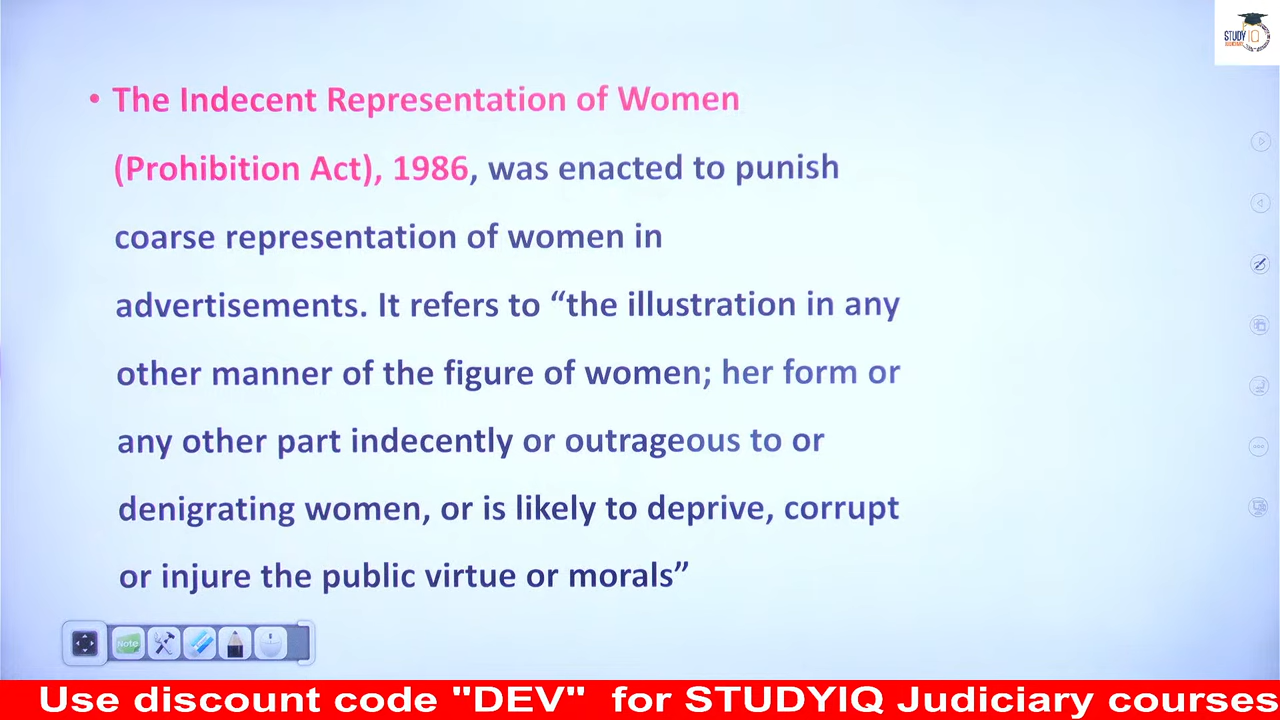 STUDY IQ
• The Indecent Representation of Women
(Prohibition Act), 1986, was enacted to punish
coarse representation of women in
advertisements. It refers to “the illustration in any
other manner of the figure of women; her form or
any other part indecently or outrageous to or
denigrating women, or is likely to deprive, corrupt
or injure the public virtue or morals”
Note
Use discount code "DEV" for STUDYIQ Judiciary courses